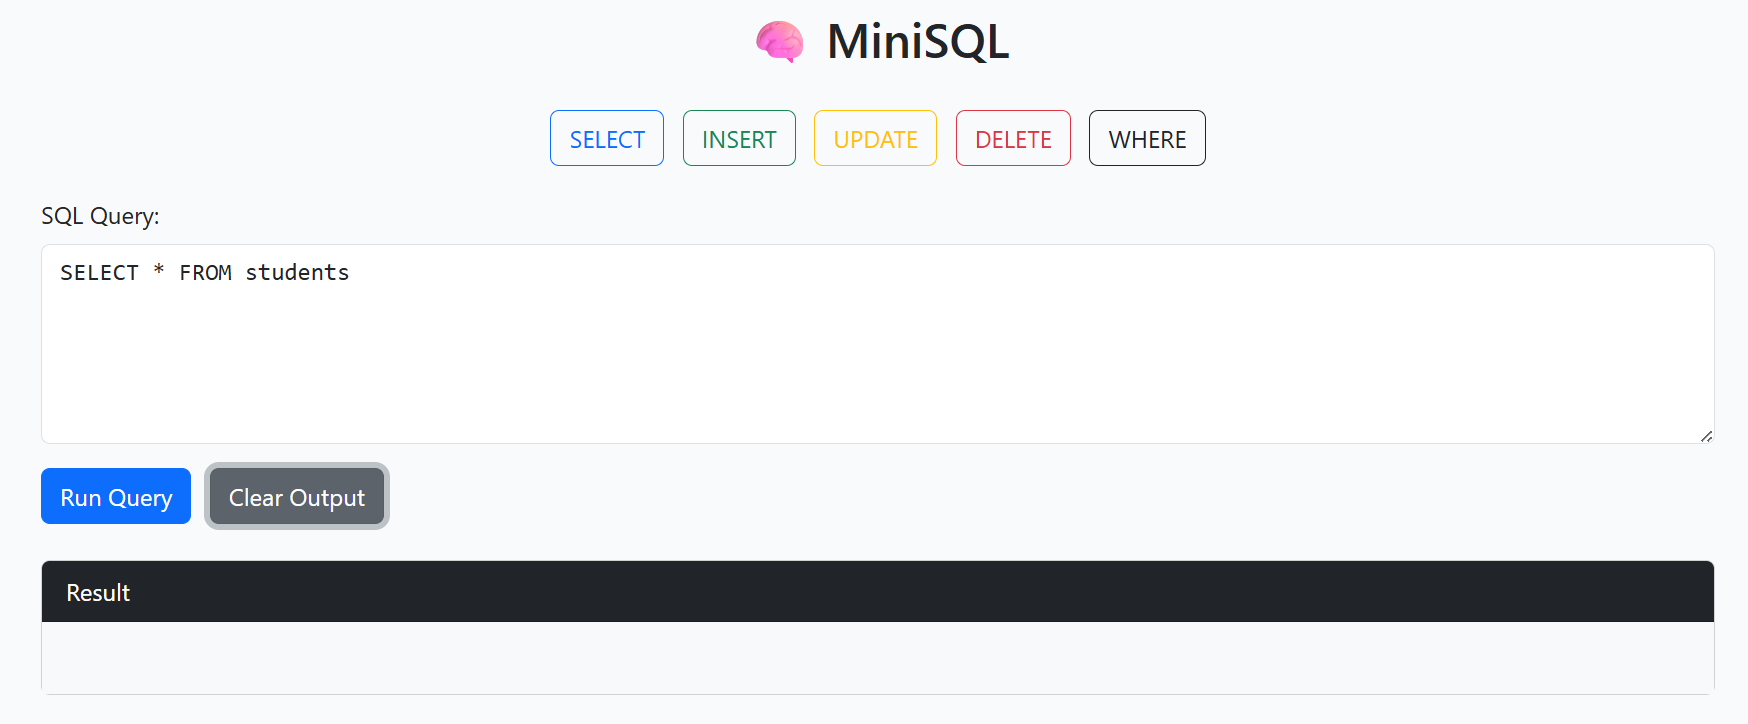 MiniSQL
SELECT INSERT UPDATE DELETE WHERE
SQL Query:
SELECT * FROM students
Run Query Clear Output
Result